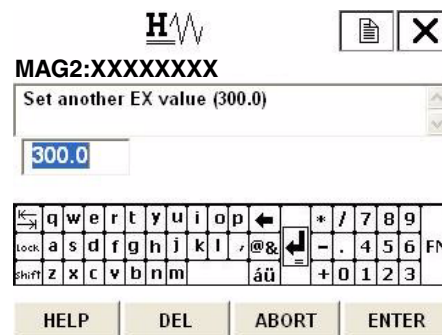 H
MAG2:XXXXXXXX
Set another EX value (300.0)
300.0
q w e r t y u i o p * / 7 8 9
Lock a s d f g h j k l , @& - . 4 5 6 FN
Shift z x c v b n m áü + 0 1 2 3
HELP DEL ABORT ENTER